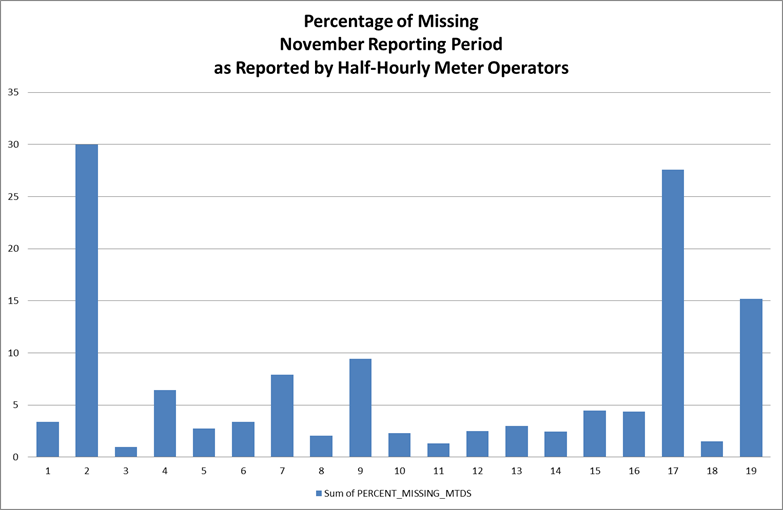 Percentage of Missing
November Reporting Period
as Reported by Half-Hourly Meter Operators
35
30
25
20
15
10
5
0
1 2 3 4 5 6 7 8 9 10 11 12 13 14 15 16 17 18 19
Sum of PERCENT_MISSING_MTDS